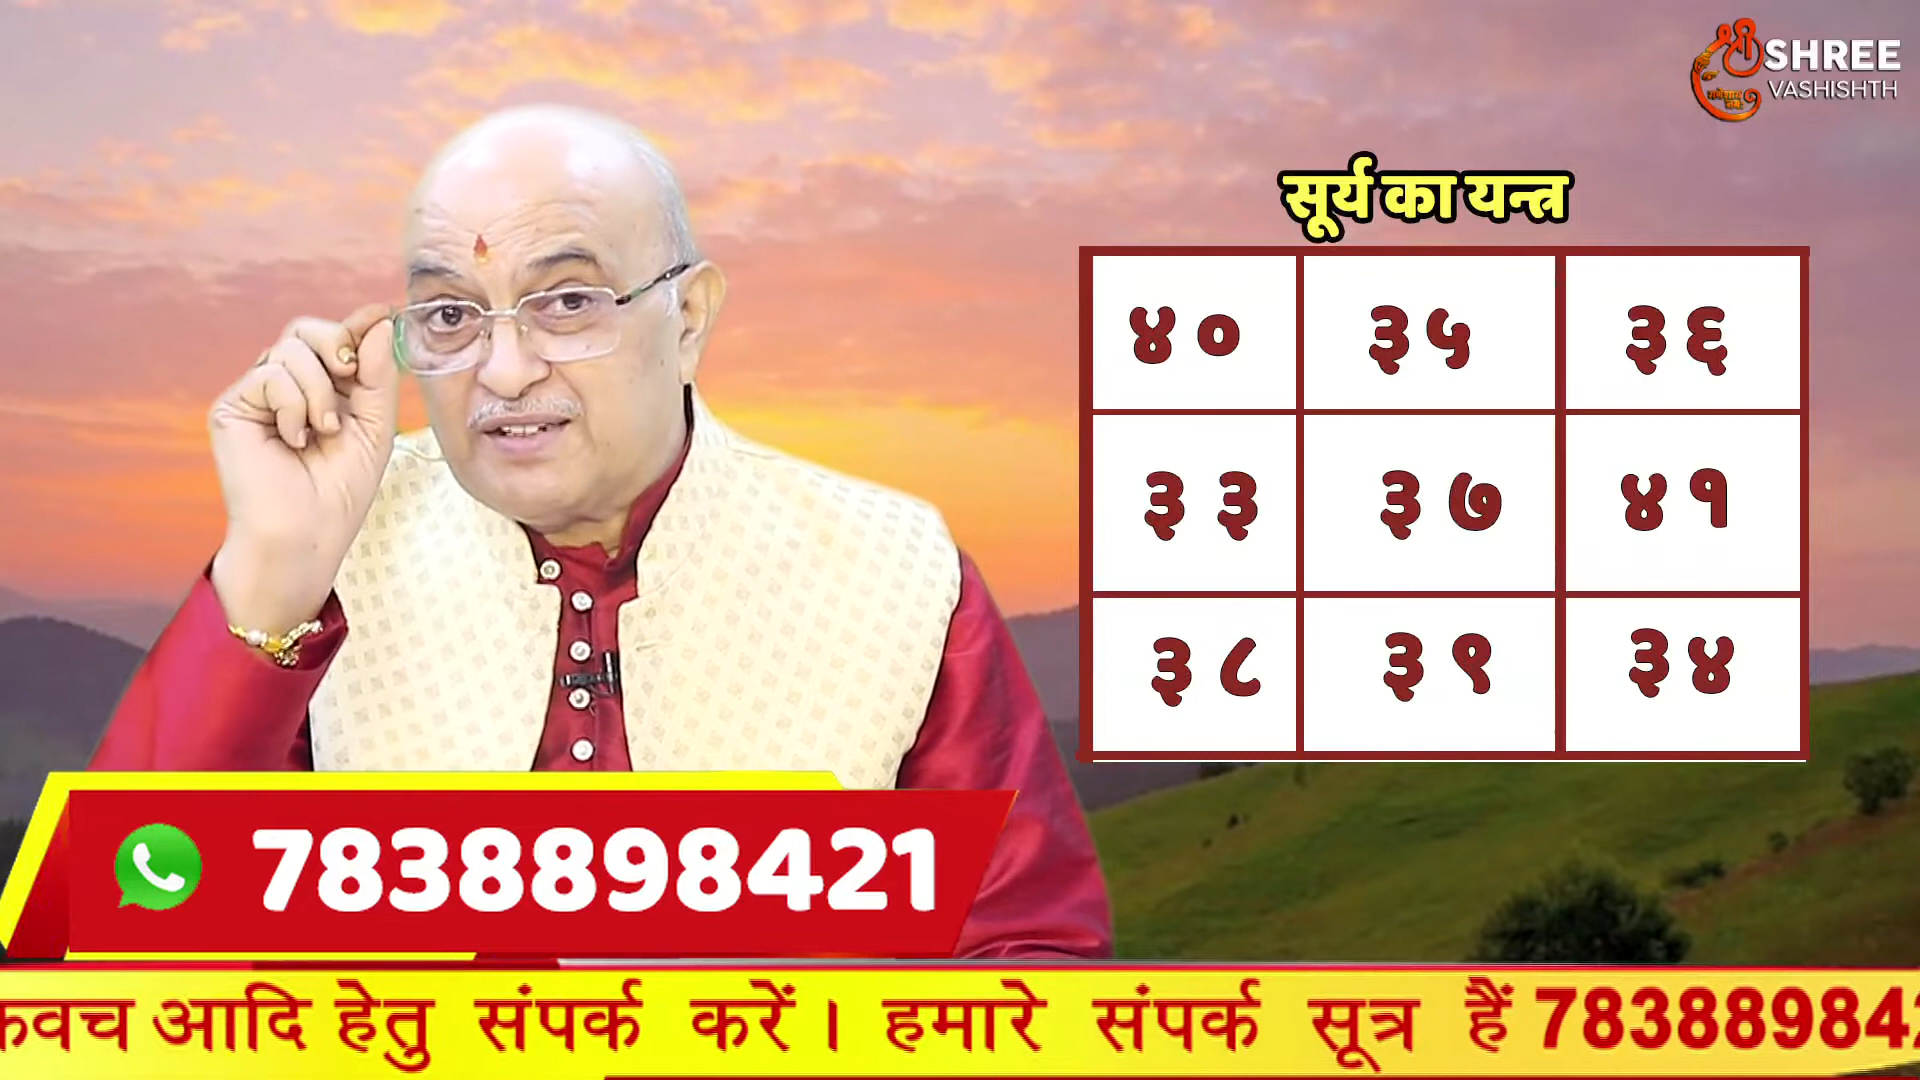 SHREE
VASHISHTH
सूर्य का यन्त्र
४० ३५ ३६
३३ ३७ ४१
३८ ३९ ३४
7838898421
कवच आदि हेतु संपर्क करें। हमारे संपर्क सूत्र हैं 783889842